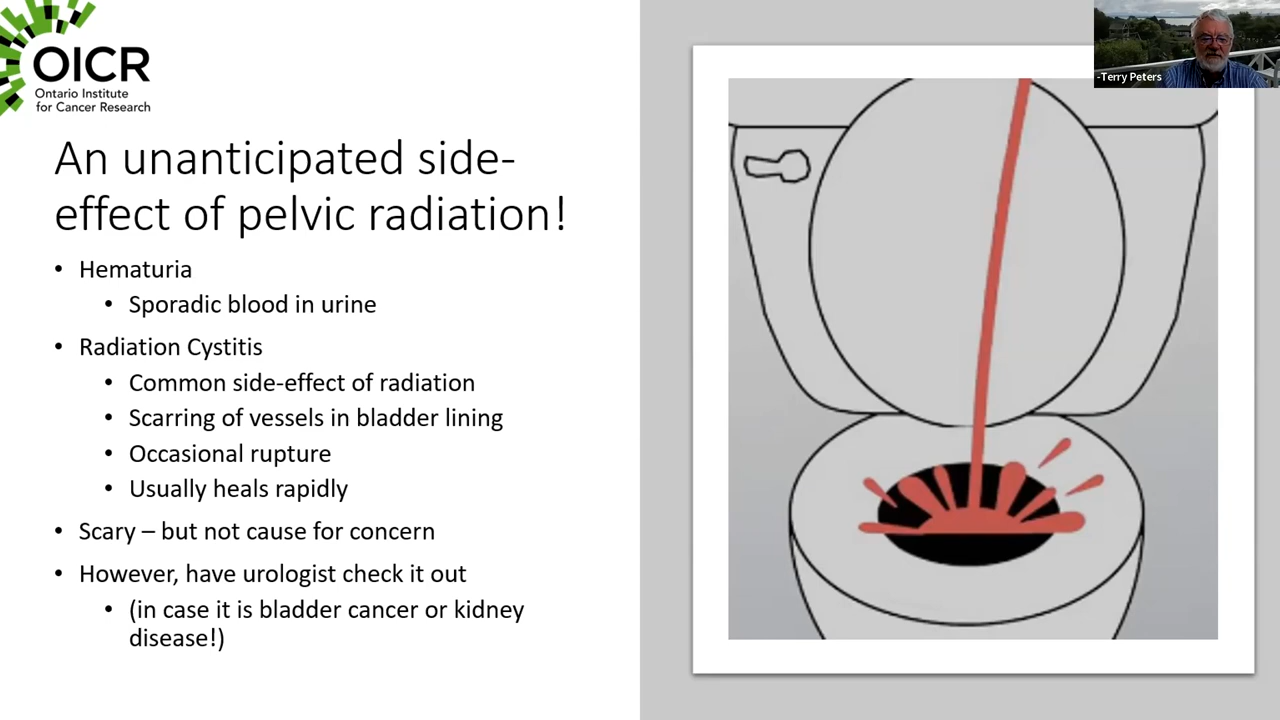 OICR
Ontario Institute
for Cancer Research
-Terry Peters
An unanticipated side-
effect of pelvic radiation!
• Hematuria
• Sporadic blood in urine
• Radiation Cystitis
• Common side-effect of radiation
• Scarring of vessels in bladder lining
• Occasional rupture
• Usually heals rapidly
• Scary – but not cause for concern
• However, have urologist check it out
• (in case it is bladder cancer or kidney
disease!)